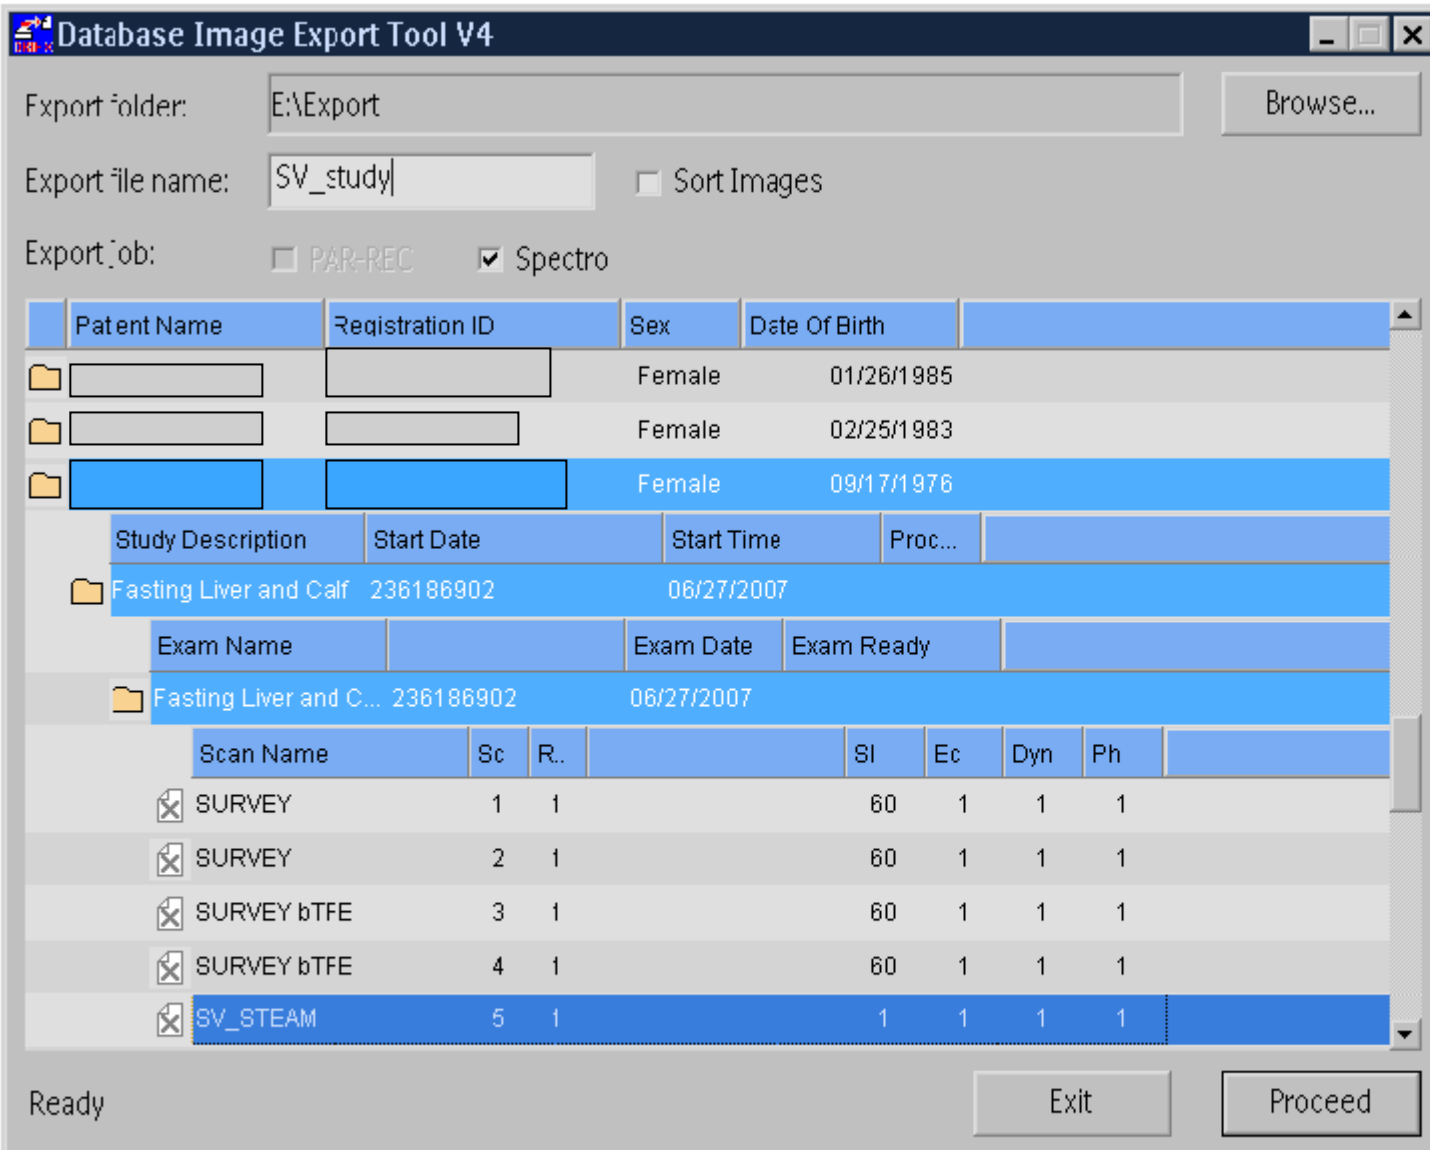 Database Image Export Tool V4
Export folder: E:\Export Browse...
Export file name: SV_study Sort Images
Export job: PAR-REC Spectro
Patient Name Registration ID Sex Date Of Birth
Female 01/26/1985
Female 02/25/1983
Female 09/17/1976
Study Description Start Date Start Time Proc...
Fasting Liver and Calf 236186902 06/27/2007
Exam Name Exam Date Exam Ready
Fasting Liver and C... 236186902 06/27/2007
Scan Name Sc R.. Sl Ec Dyn Ph
SURVEY 1 1 60 1 1 1
SURVEY 2 1 60 1 1 1
SURVEY bTFE 3 1 60 1 1 1
SURVEY bTFE 4 1 60 1 1 1
SV_STEAM 5 1 1 1 1 1
Ready Exit Proceed